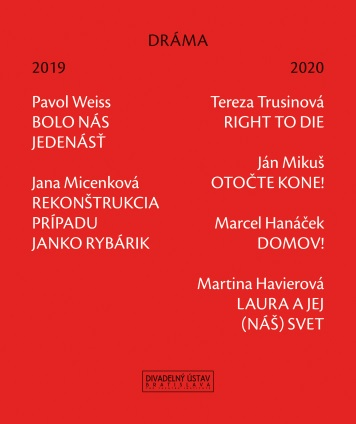 DRÁMA
2019
Pavol Weiss
BOLO NÁS
JEDENÁSŤ
Jana Micenková
REKONŠTRUKCIA
PRÍPADU
JANKO RYBÁRIK
2020
Tereza Trusinová
RIGHT TO DIE
Ján Mikuš
OTOČTE KONE!
Marcel Hanáček
DOMOV!
Martina Havierová
LAURA A JEJ
(NÁŠ) SVET
DIVADELNÝ ÚSTAV
BRATISLAVA